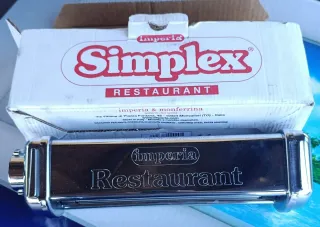 imperia
Simplex®
RESTAURANT
imperia & monferrina
imperia
Restaurant